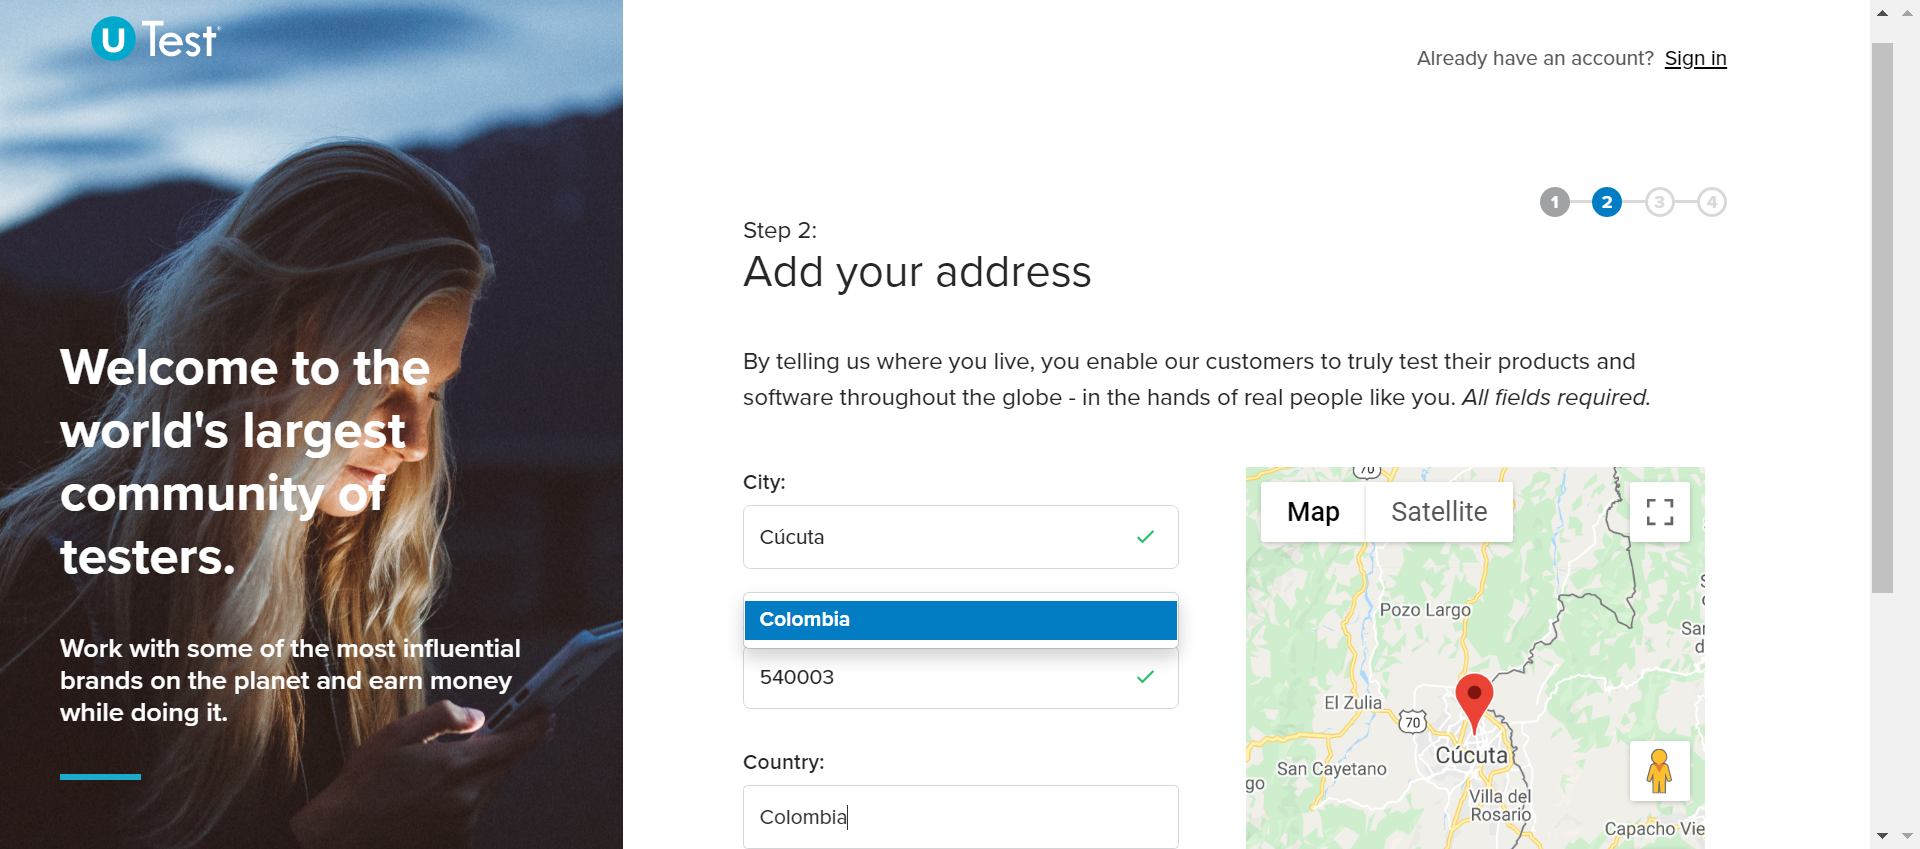 uTest
Already have an account? Sign in
1 2 3 4
Step 2:
Add your address
Welcome to the
world's largest
community of
testers.
Work with some of the most influential
brands on the planet and earn money
while doing it.
By telling us where you live, you enable our customers to truly test their products and
software throughout the globe - in the hands of real people like you. All fields required.
City:
Cúcuta
Colombia
540003
Country:
Colombia
70
Map Satellite
Pozo Largo
El Zulia
70
Cúcuta
San Cayetano
go
Villa del
Rosario
Capacho Vie